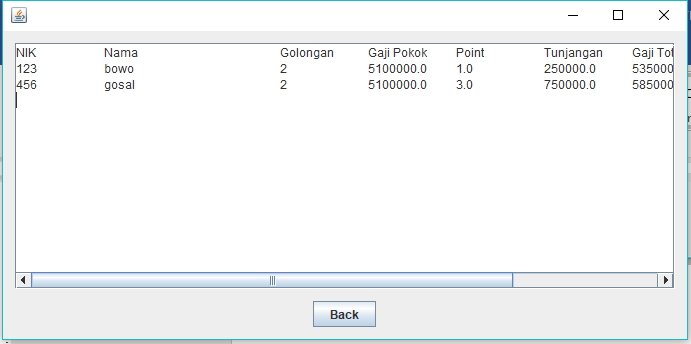 NIK Nama Golongan Gaji Pokok Point Tunjangan Gaji
123 bowo 2 5100000.0 1.0 250000.0
456 gosal 2 5100000.0 3.0 750000.0
Back